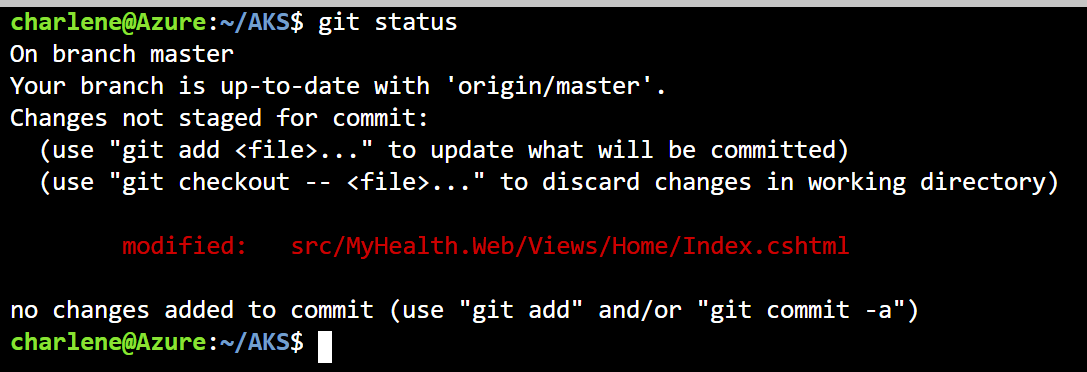 charlene@Azure:~/AKS$ git status
On branch master
Your branch is up-to-date with 'origin/master'.
Changes not staged for commit:
  (use "git add <file>..." to update what will be committed)
  (use "git checkout -- <file>..." to discard changes in working directory)

        modified:   src/MyHealth.Web/Views/Home/Index.cshtml

no changes added to commit (use "git add" and/or "git commit -a")
charlene@Azure:~/AKS$